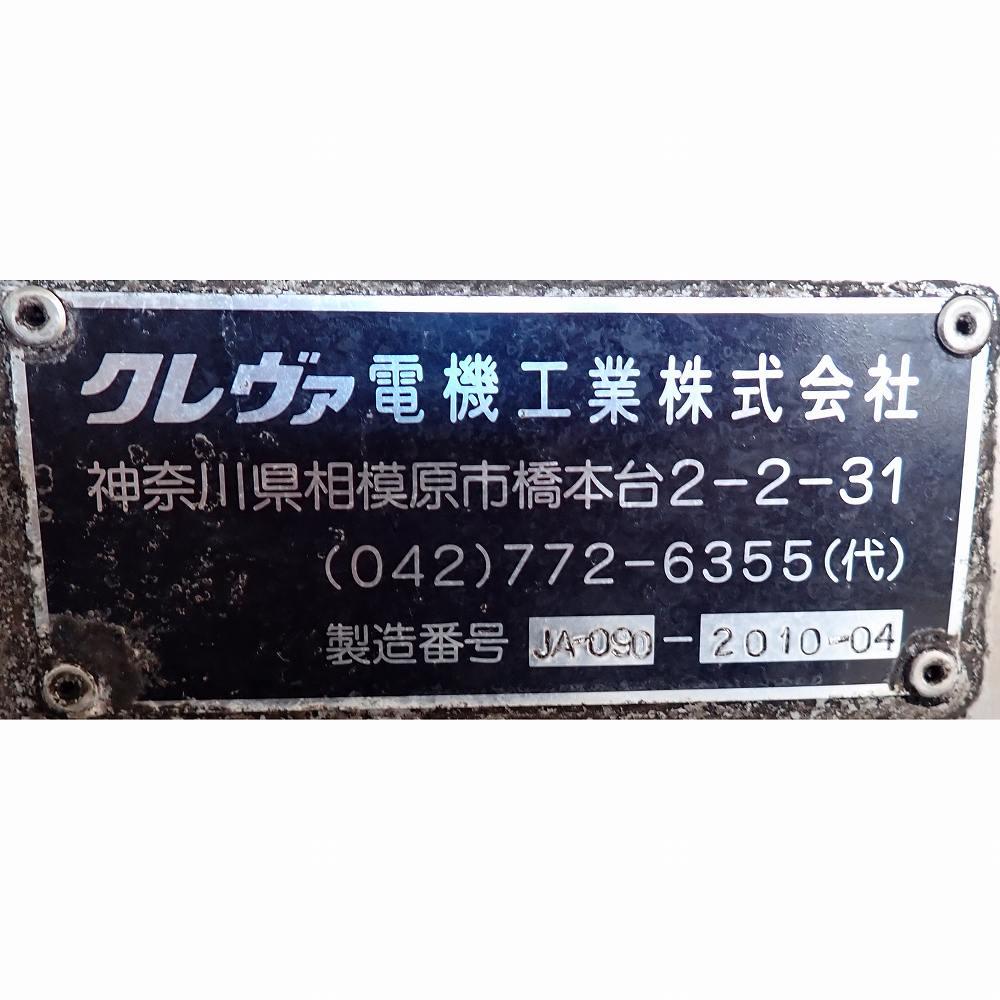 クレヴァ電機工業株式会社
神奈川県相模原市橋本台2-2-31
(042)772-6355(代)
製造番号 JA-090-2010-04